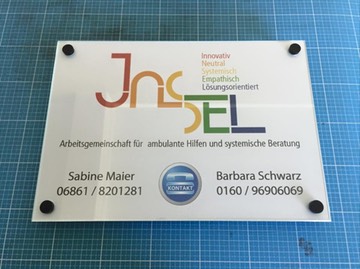 JNSSEL
Innovativ
Neutral
Systemisch
Empathisch
Lösungsorientiert
Arbeitsgemeinschaft für ambulante Hilfen und systemische Beratung
Sabine Maier
06861 / 8201281
KONTAKT
Barbara Schwarz
0160 / 96906069